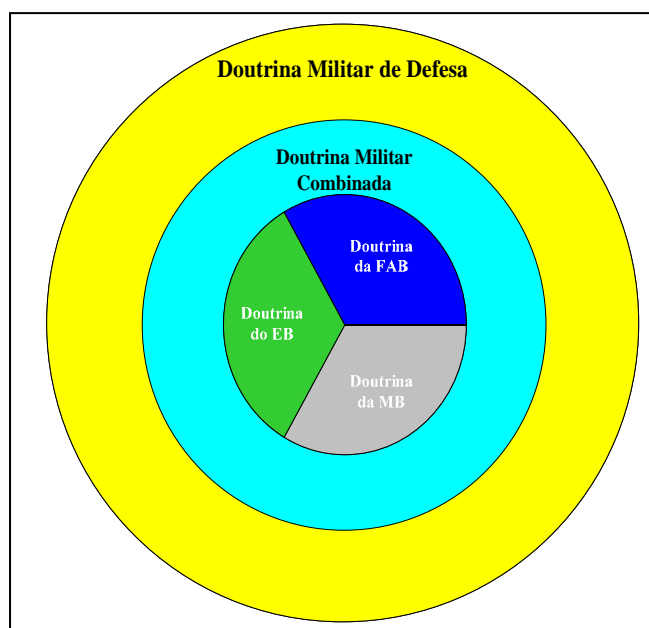 Doutrina Militar de Defesa
Doutrina Militar
Combinada
Doutrina
da FAB
Doutrina
do EB
Doutrina
da MB